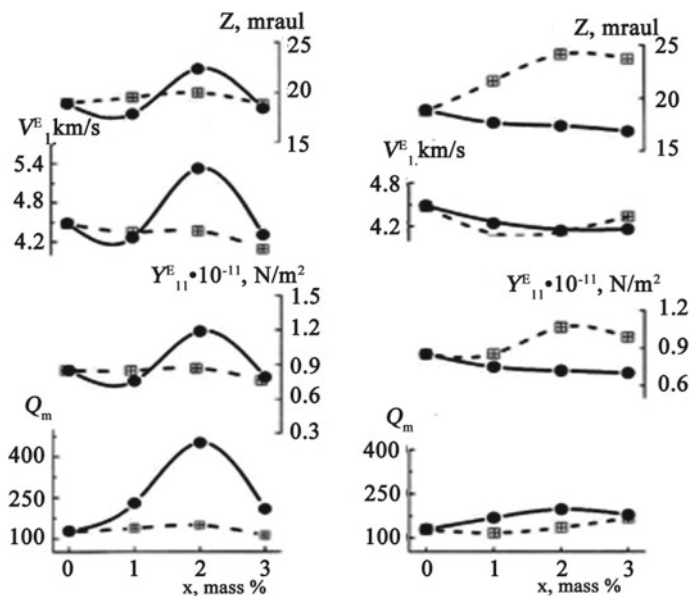 Z, mraul
25
20
15
V^E_1 km/s
5.4
4.8
4.2
Y^E_11•10^-11, N/m^2
1.5
1.2
0.9
0.6
0.3
Q_m
400
250
100
0 1 2 3
x, mass %
Z, mraul
25
20
15
V^E_1. km/s
4.8
4.2
Y^E_11•10^-11, N/m^2
1.2
0.9
0.6
Q_m
400
250
100
0 1 2 3
x, mass %